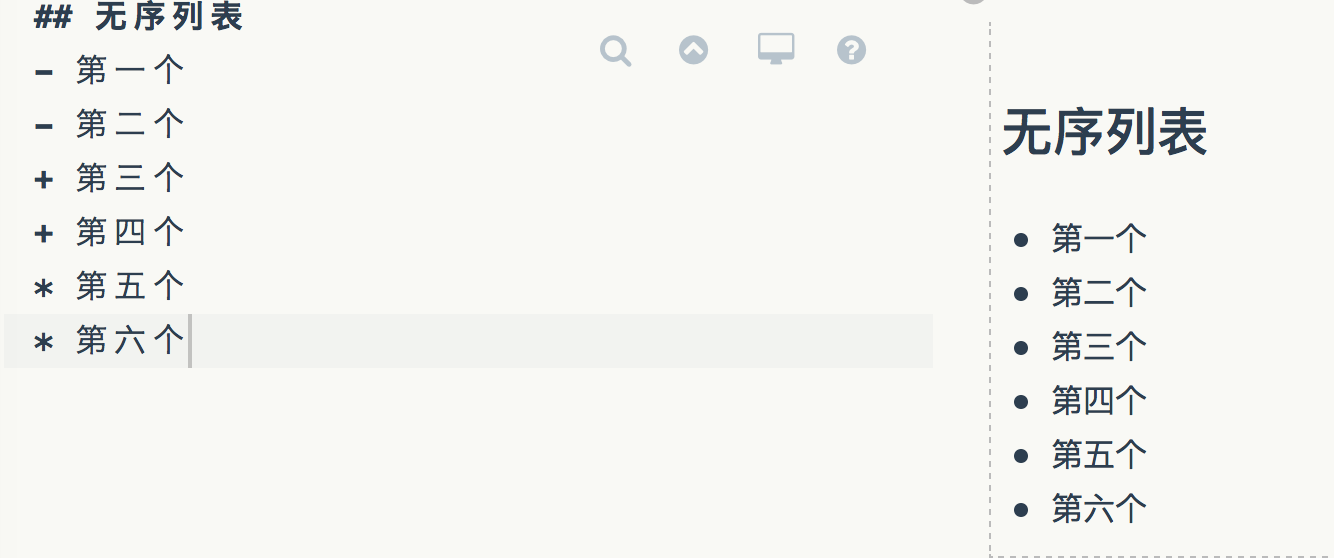 ## 无序列表
- 第一个
- 第二个
+ 第三个
+ 第四个
* 第五个
* 第六个
无序列表
● 第一个
● 第二个
● 第三个
● 第四个
● 第五个
● 第六个